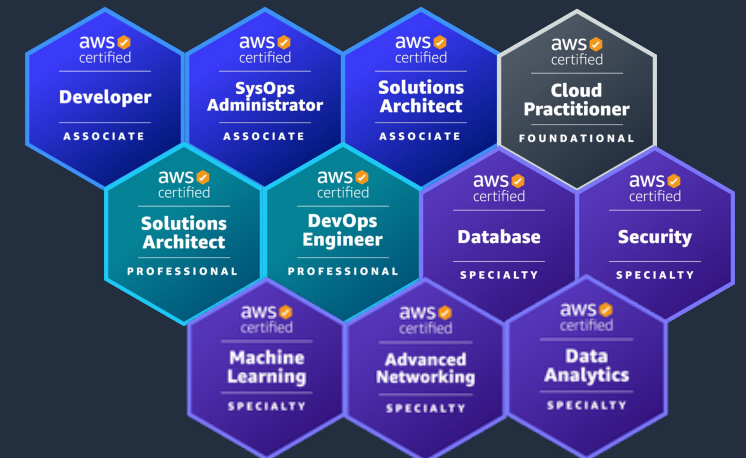 aws
certified
Developer
ASSOCIATE
aws
certified
SysOps
Administrator
ASSOCIATE
aws
certified
Solutions
Architect
ASSOCIATE
aws
certified
Cloud
Practitioner
FOUNDATIONAL
aws
certified
Solutions
Architect
PROFESSIONAL
aws
certified
DevOps
Engineer
PROFESSIONAL
aws
certified
Database
SPECIALTY
aws
certified
Security
SPECIALTY
aws
certified
Machine
Learning
SPECIALTY
aws
certified
Advanced
Networking
SPECIALTY
aws
certified
Data
Analytics
SPECIALTY